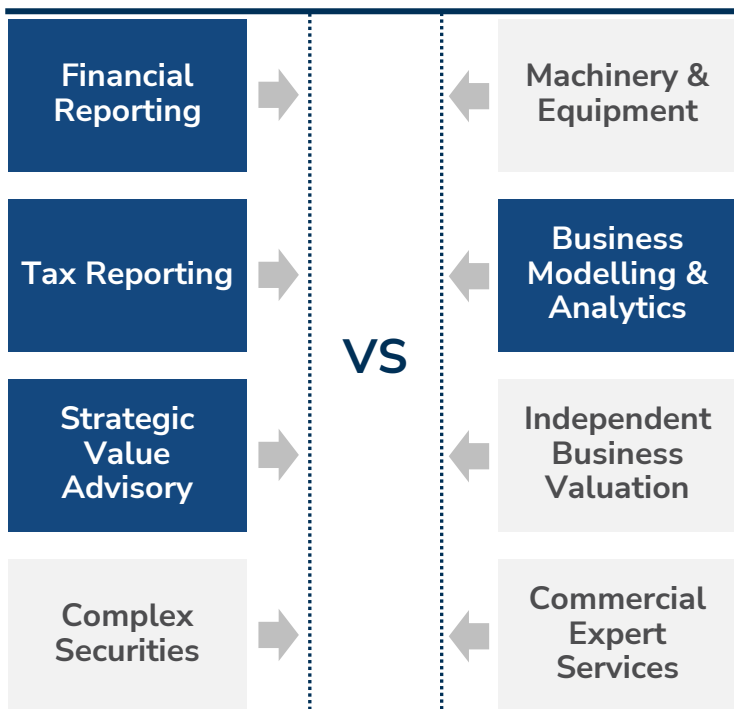 Financial
Reporting
Tax Reporting
Strategic
Value
Advisory
Complex
Securities
VS
Machinery &
Equipment
Business
Modelling &
Analytics
Independent
Business
Valuation
Commercial
Expert
Services